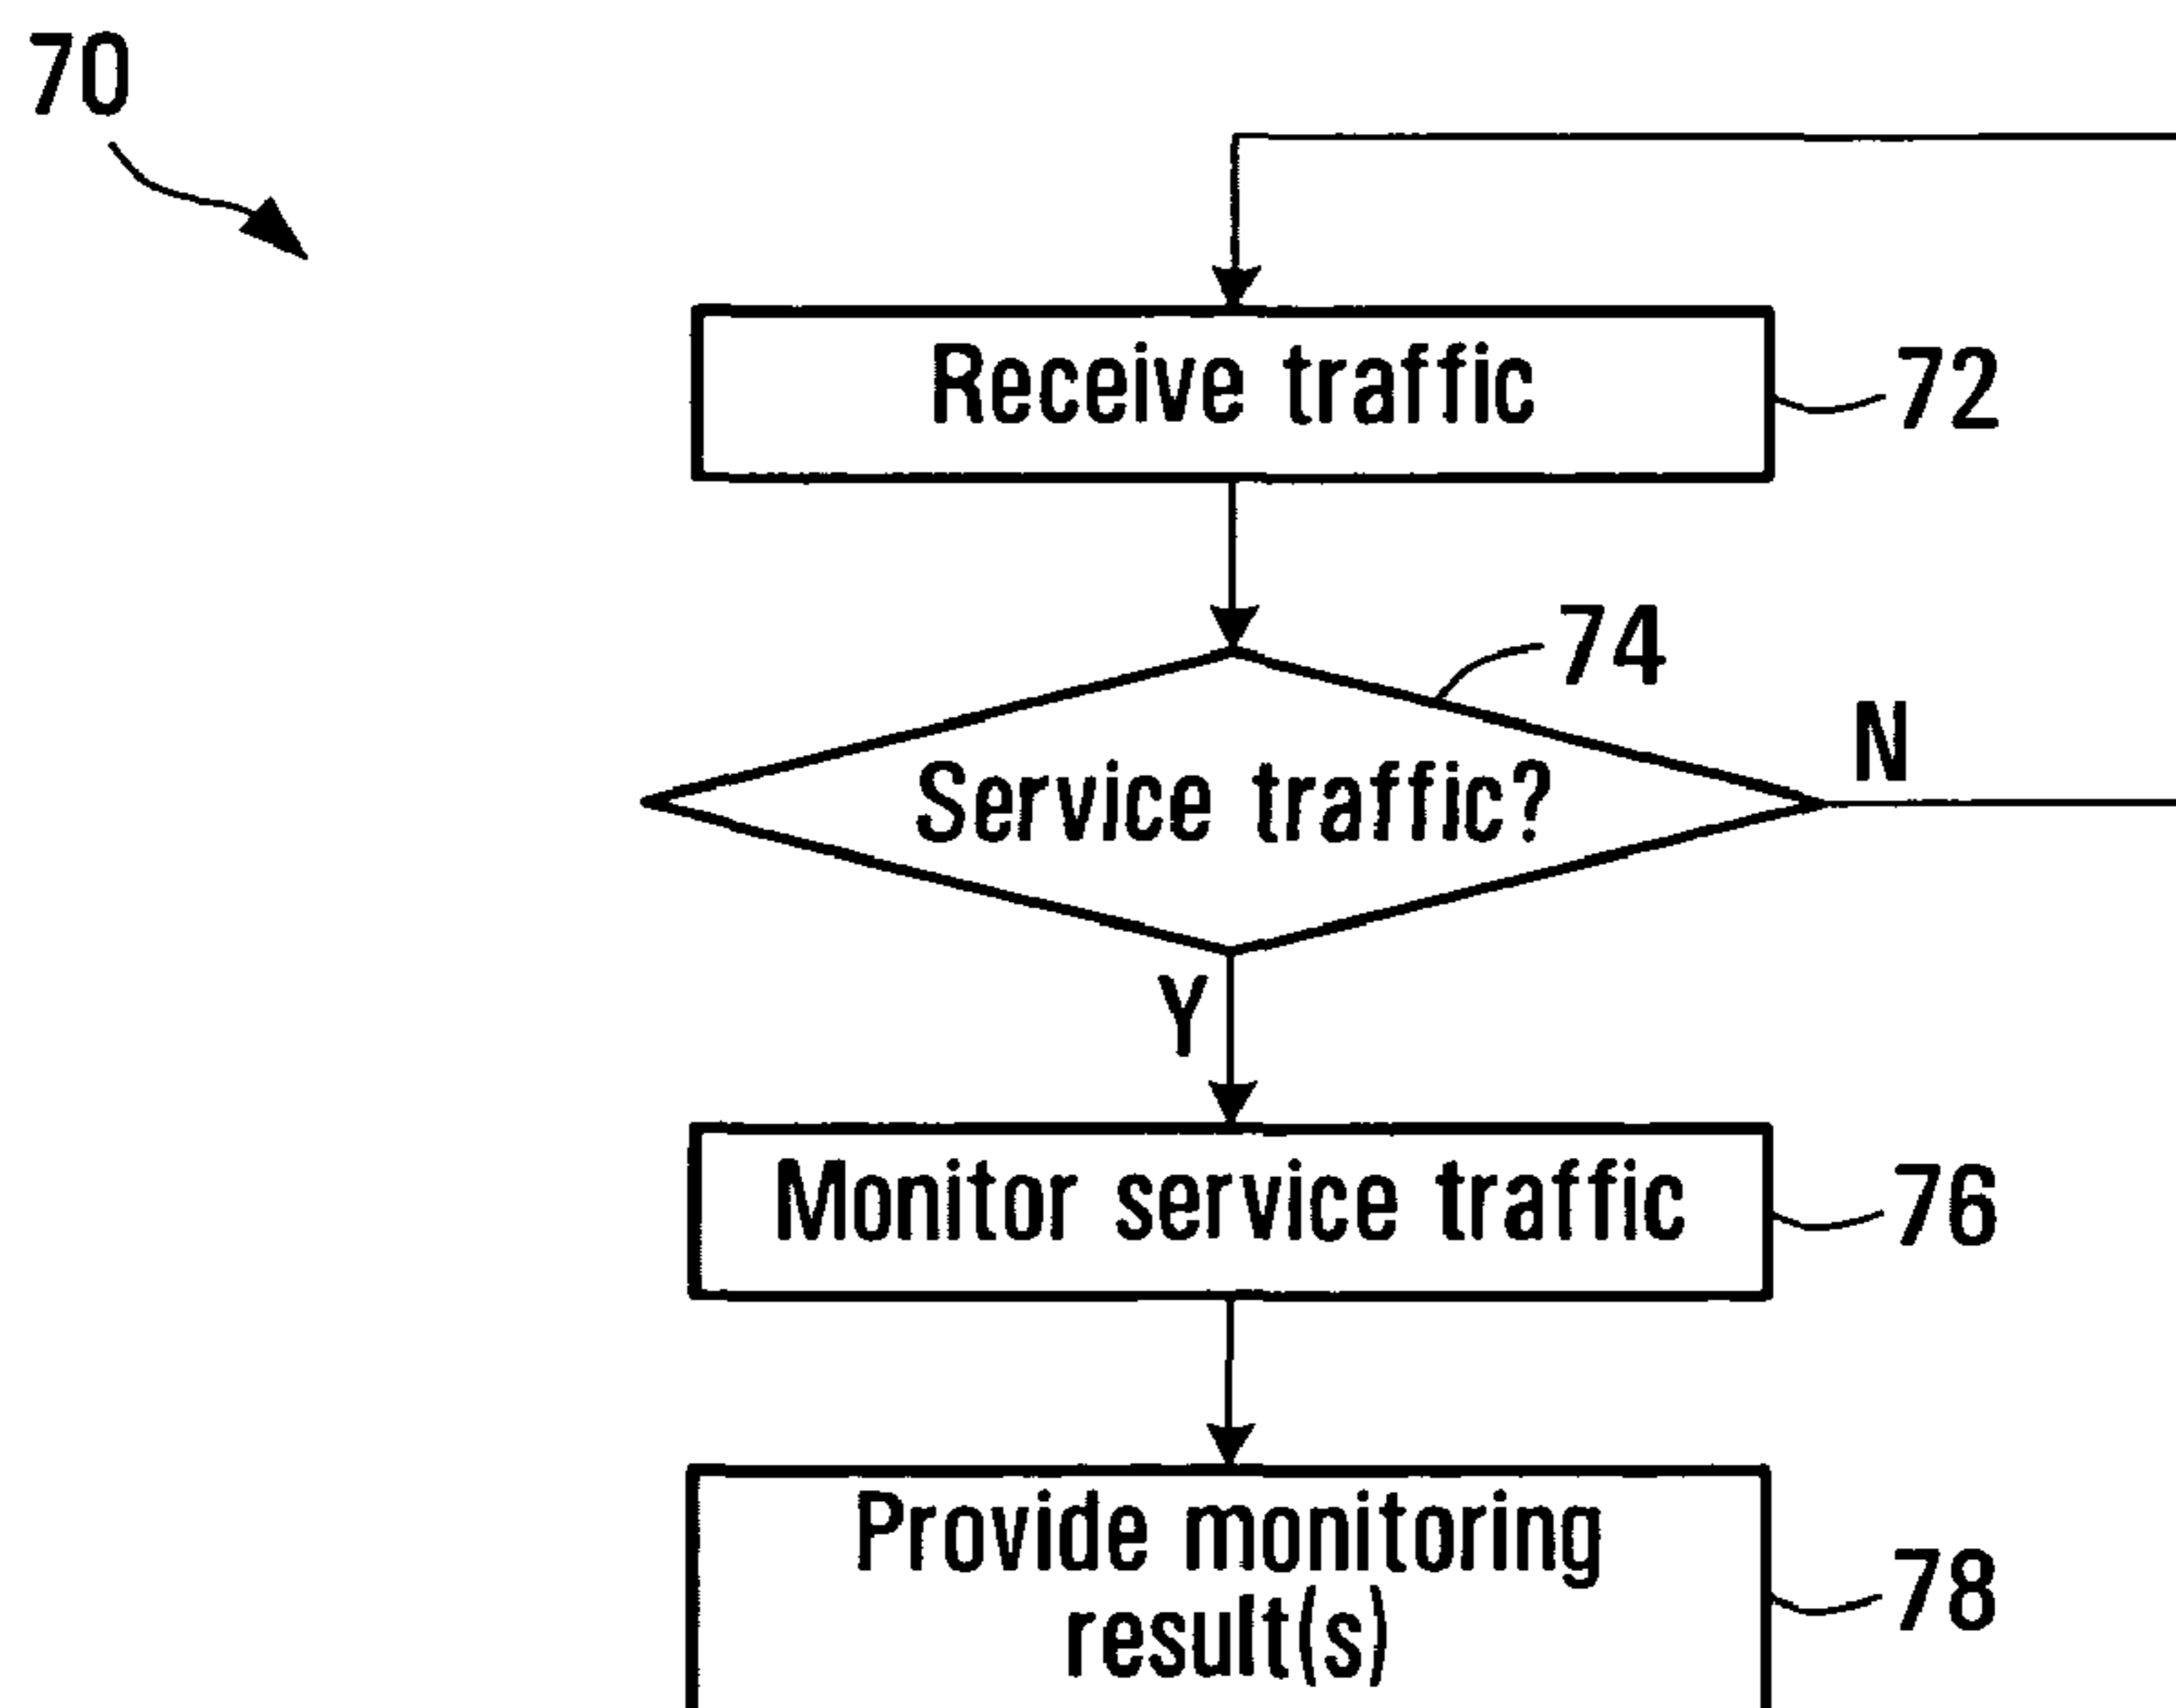 70
Receive traffic
72
74
Service traffic?
N
Y
Monitor service traffic
76
Provide monitoring
result(s)
78